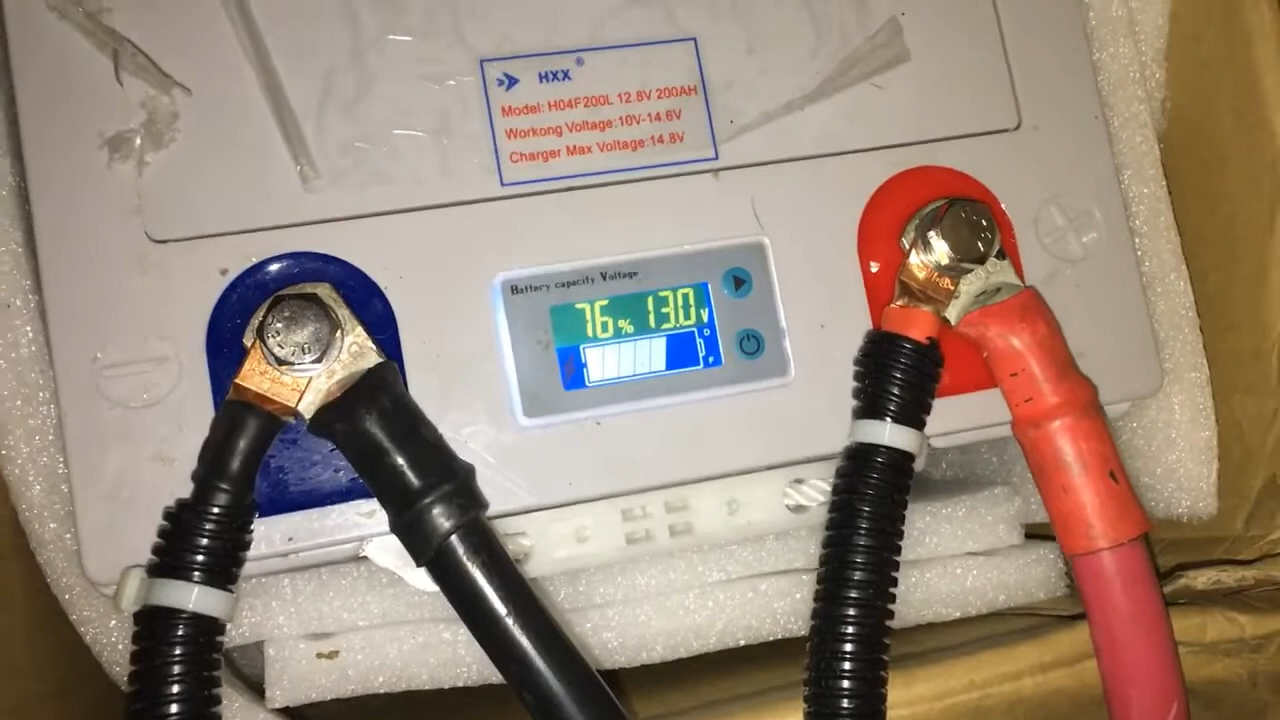 HXX ®
Model: H04F200L 12.8V 200AH
Workong Voltage:10V-14.6V
Charger Max Voltage:14.8V
Battery capacity Voltage
76% 13.0V